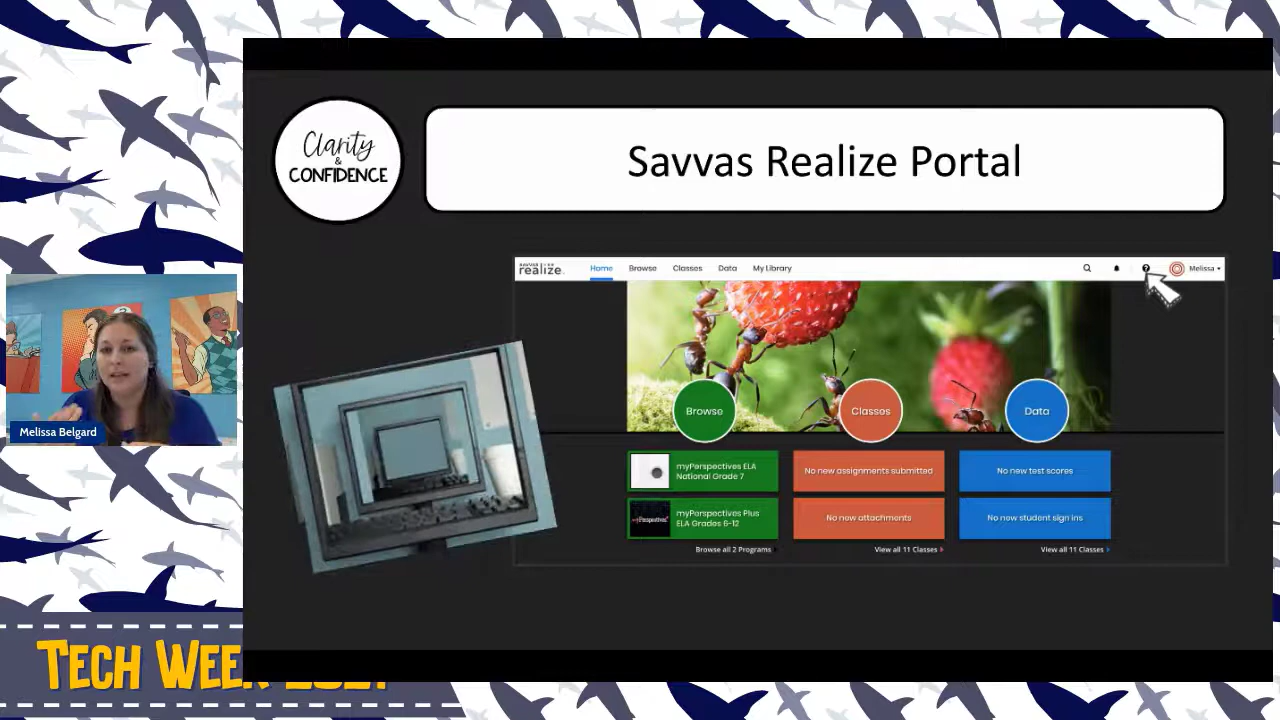 Clarity
&
CONFIDENCE
Savvas Realize Portal
realize.
Home Browse Classes Data My Library
Melissa
Browse
Classes
Data
myPerspectives ELA
National Grade 7
No new assignments submitted
No new test scores
myPerspectives Plus
ELA Grades 6-12
No new attachments
No new student sign ins
Browse all 2 Programs
View all 11 Classes
View all 11 Classes
Melissa Belgard
TECH WEEK